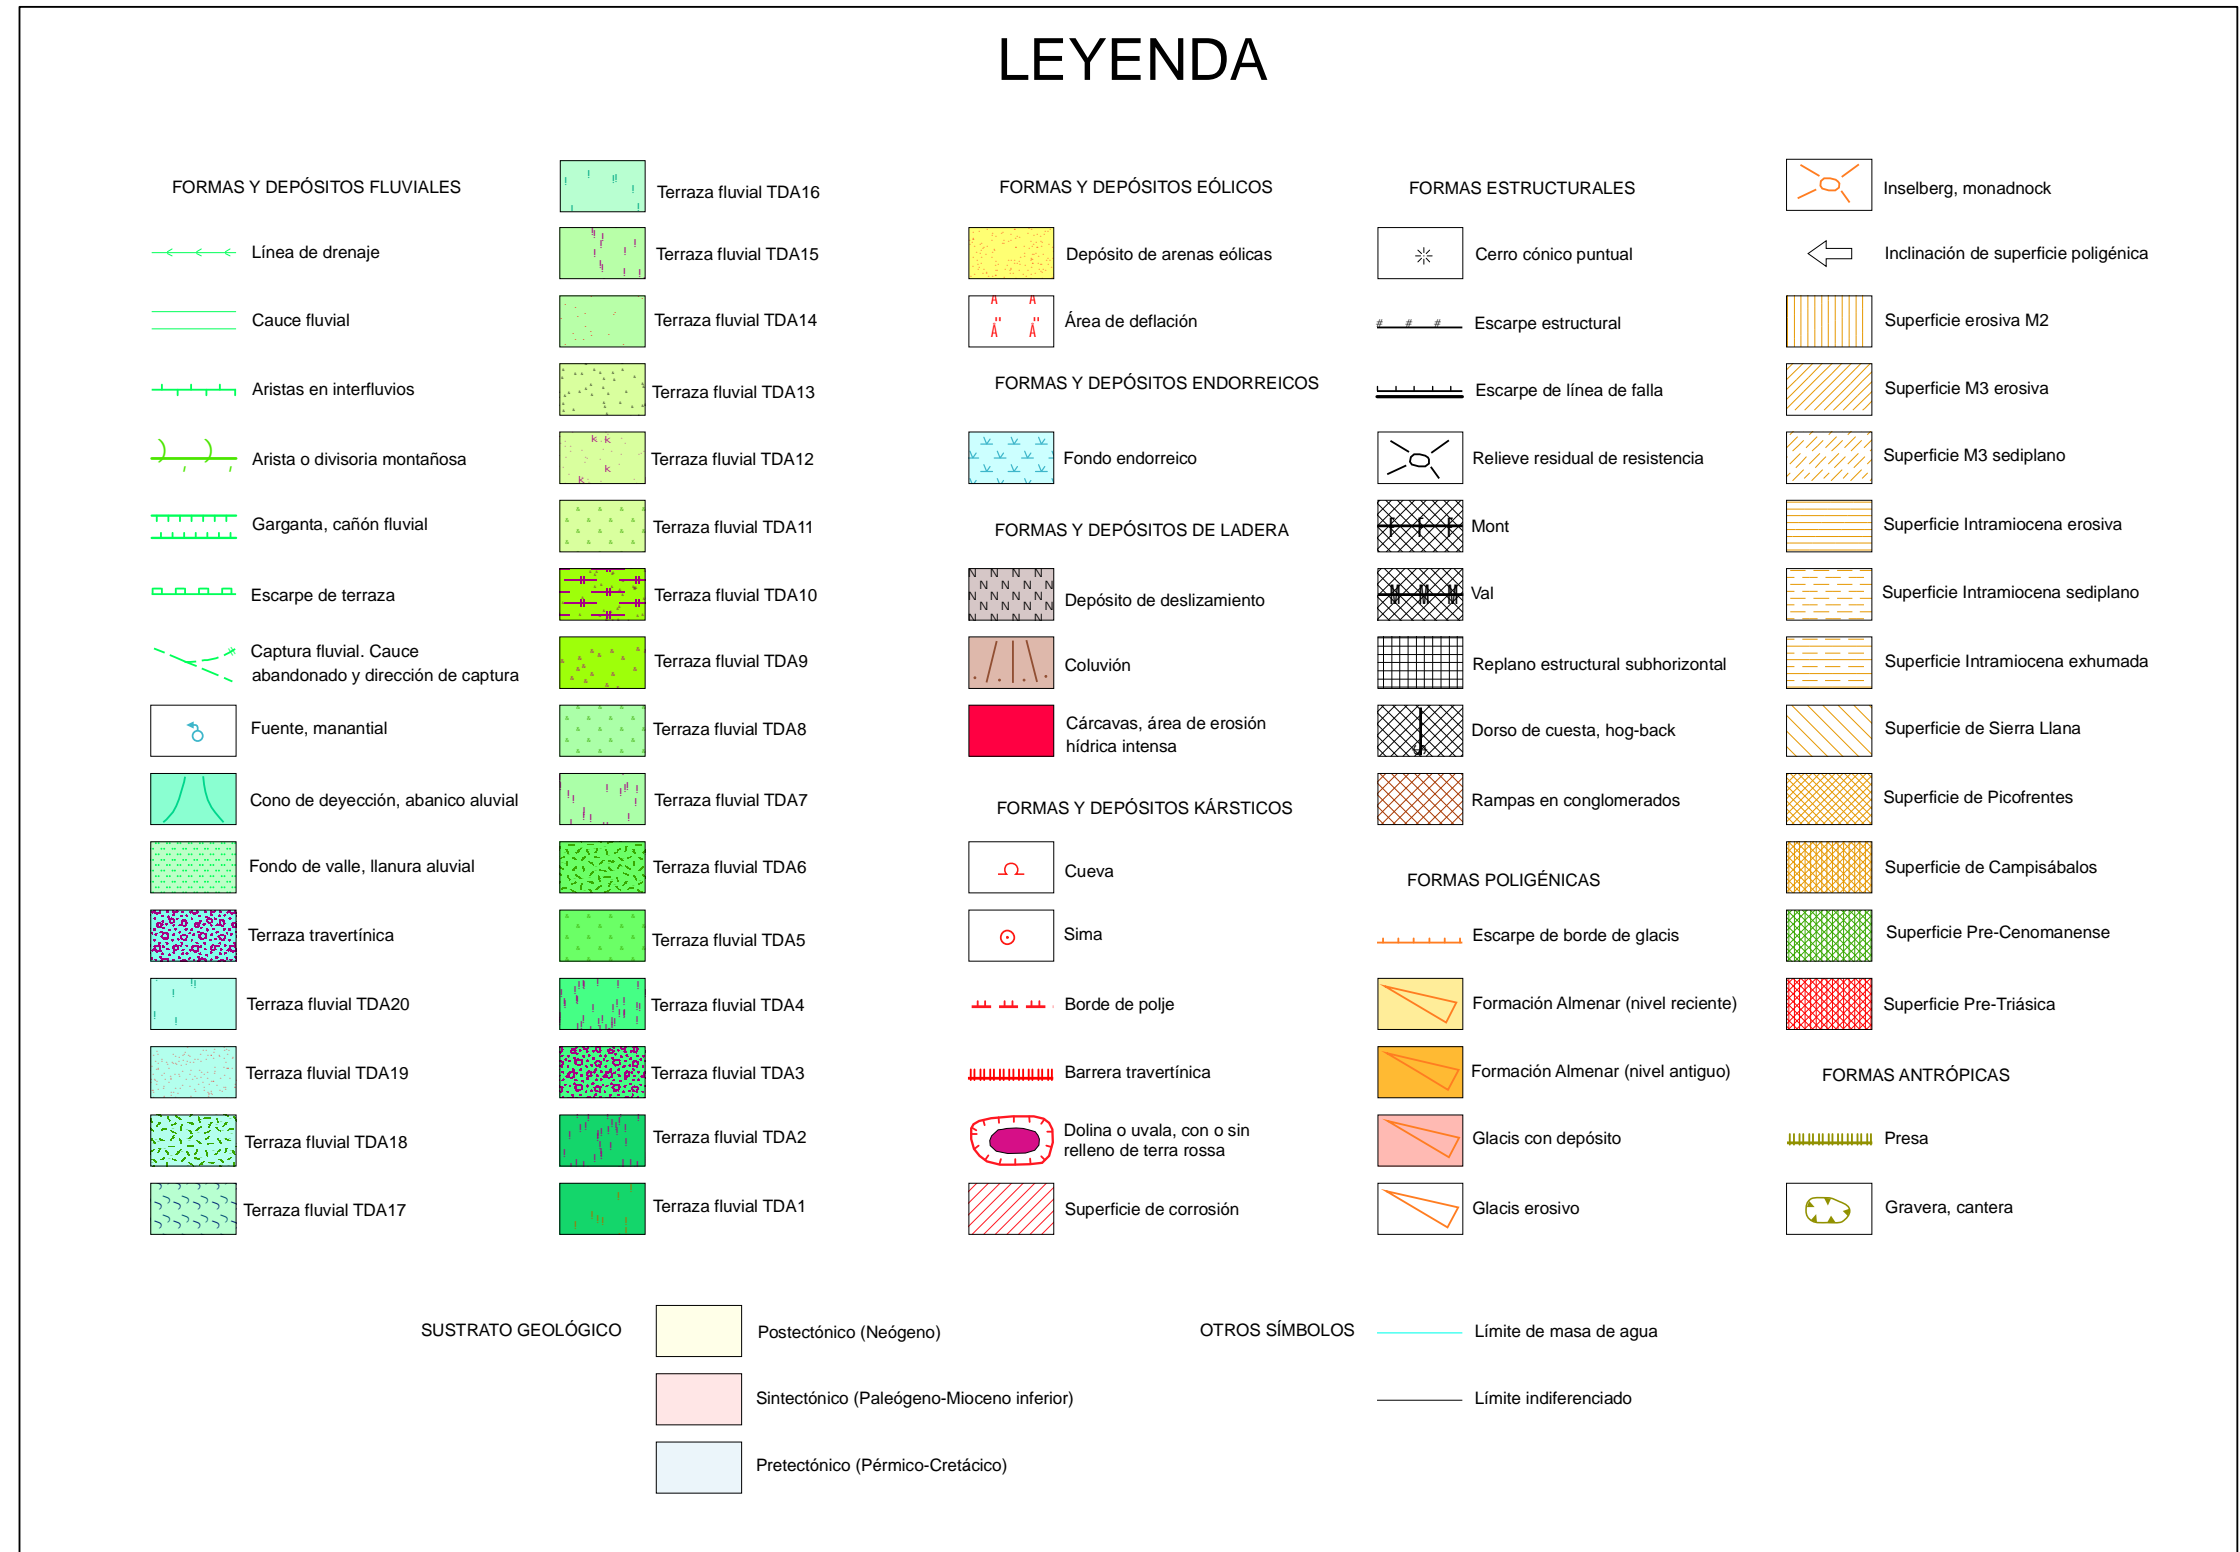 LEYENDA
FORMAS Y DEPÓSITOS FLUVIALES
Línea de drenaje
Cauce fluvial
Aristas en interfluvios
Arista o divisoria montañosa
Garganta, cañón fluvial
Escarpe de terraza
Captura fluvial. Cauce
abandonado y dirección de captura
Fuente, manantial
Cono de deyección, abanico aluvial
Fondo de valle, llanura aluvial
Terraza travertínica
Terraza fluvial TDA20
Terraza fluvial TDA19
Terraza fluvial TDA18
Terraza fluvial TDA17
Terraza fluvial TDA16
Terraza fluvial TDA15
Terraza fluvial TDA14
Terraza fluvial TDA13
Terraza fluvial TDA12
Terraza fluvial TDA11
Terraza fluvial TDA10
Terraza fluvial TDA9
Terraza fluvial TDA8
Terraza fluvial TDA7
Terraza fluvial TDA6
Terraza fluvial TDA5
Terraza fluvial TDA4
Terraza fluvial TDA3
Terraza fluvial TDA2
Terraza fluvial TDA1
FORMAS Y DEPÓSITOS EÓLICOS
Depósito de arenas eólicas
Área de deflación
FORMAS Y DEPÓSITOS ENDORREICOS
Fondo endorreico
FORMAS Y DEPÓSITOS DE LADERA
Depósito de deslizamiento
Coluvión
Cárcavas, área de erosión
hídrica intensa
FORMAS Y DEPÓSITOS KÁRSTICOS
Cueva
Sima
Borde de polje
Barrera travertínica
Dolina o uvala, con o sin
relleno de terra rossa
Superficie de corrosión
FORMAS ESTRUCTURALES
Cerro cónico puntual
Escarpe estructural
Escarpe de línea de falla
Relieve residual de resistencia
Mont
Val
Replano estructural subhorizontal
Dorso de cuesta, hog-back
Rampas en conglomerados
FORMAS POLIGÉNICAS
Escarpe de borde de glacis
Formación Almenar (nivel reciente)
Formación Almenar (nivel antiguo)
Glacis con depósito
Glacis erosivo
Inselberg, monadnock
Inclinación de superficie poligénica
Superficie erosiva M2
Superficie M3 erosiva
Superficie M3 sediplano
Superficie Intramiocena erosiva
Superficie Intramiocena sediplano
Superficie Intramiocena exhumada
Superficie de Sierra Llana
Superficie de Picofrentes
Superficie de Campisábalos
Superficie Pre-Cenomanense
Superficie Pre-Triásica
FORMAS ANTRÓPICAS
Presa
Gravera, cantera
SUSTRATO GEOLÓGICO
Postectónico (Neógeno)
Sintectónico (Paleógeno-Mioceno inferior)
Pretectónico (Pérmico-Cretácico)
OTROS SÍMBOLOS
Límite de masa de agua
Límite indiferenciado